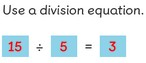 Use a division equation.
15 ÷ 5 = 3